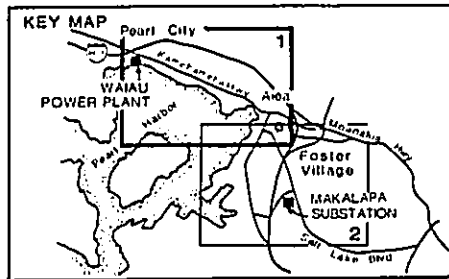 KEY MAP
Pearl City
1
Kamehameha Hwy
WAIAU
POWER PLANT
Aiea
Pearl Harbor
Moanalua Hwy
Foster
Village
MAKALAPA
SUBSTATION
2
Salt Lake Blvd